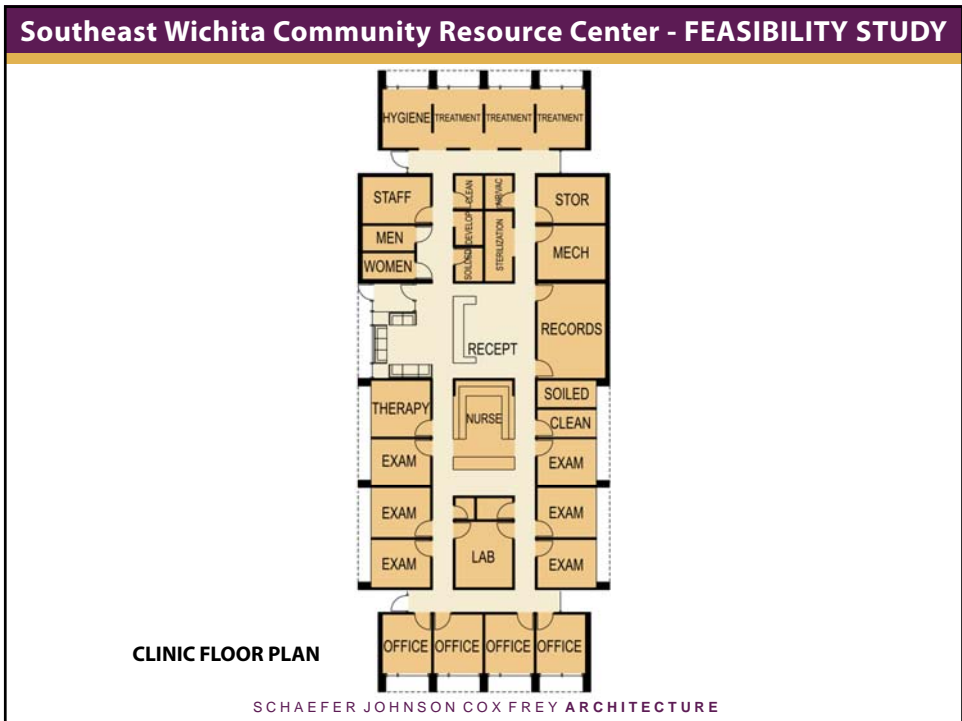 Southeast Wichita Community Resource Center - FEASIBILITY STUDY
HYGIENE TREATMENT TREATMENT TREATMENT
STAFF
CLEAN
STOR
MEN
DEVELOP
STERILIZATION
MECH
WOMEN
SOILED
RECORDS
RECEPT
THERAPY
NURSE
SOILED
CLEAN
EXAM
EXAM
EXAM
EXAM
EXAM
LAB
EXAM
OFFICE OFFICE OFFICE OFFICE
CLINIC FLOOR PLAN
SCHAEFER JOHNSON COX FREY ARCHITECTURE